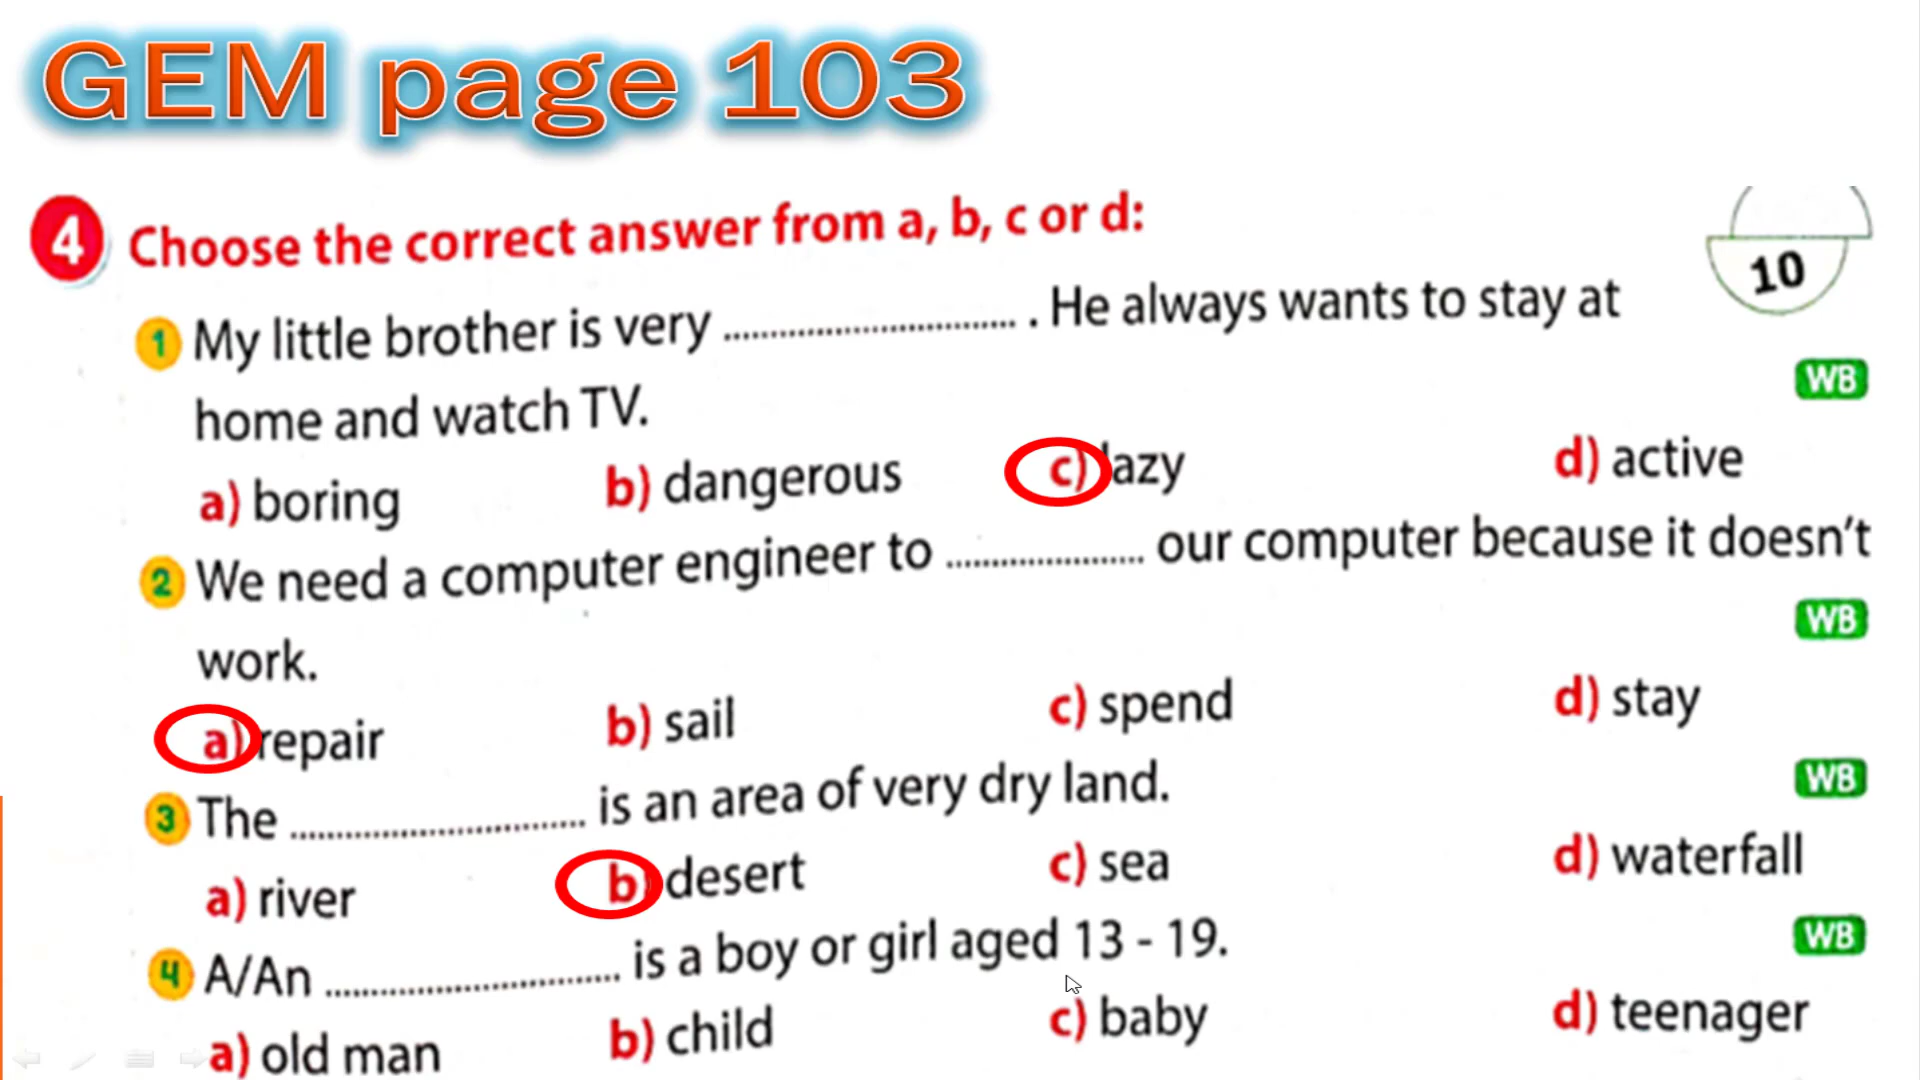 GEM page 103
4 Choose the correct answer from a, b, c or d:
10
1 My little brother is very .............................. . He always wants to stay at
home and watch TV.
WB
a) boring b) dangerous c) lazy d) active
2 We need a computer engineer to .................... our computer because it doesn't
work.
WB
a) repair b) sail c) spend d) stay
3 The .............................. is an area of very dry land.
WB
a) river b) desert c) sea d) waterfall
4 A/An .............................. is a boy or girl aged 13 - 19.
WB
a) old man b) child c) baby d) teenager